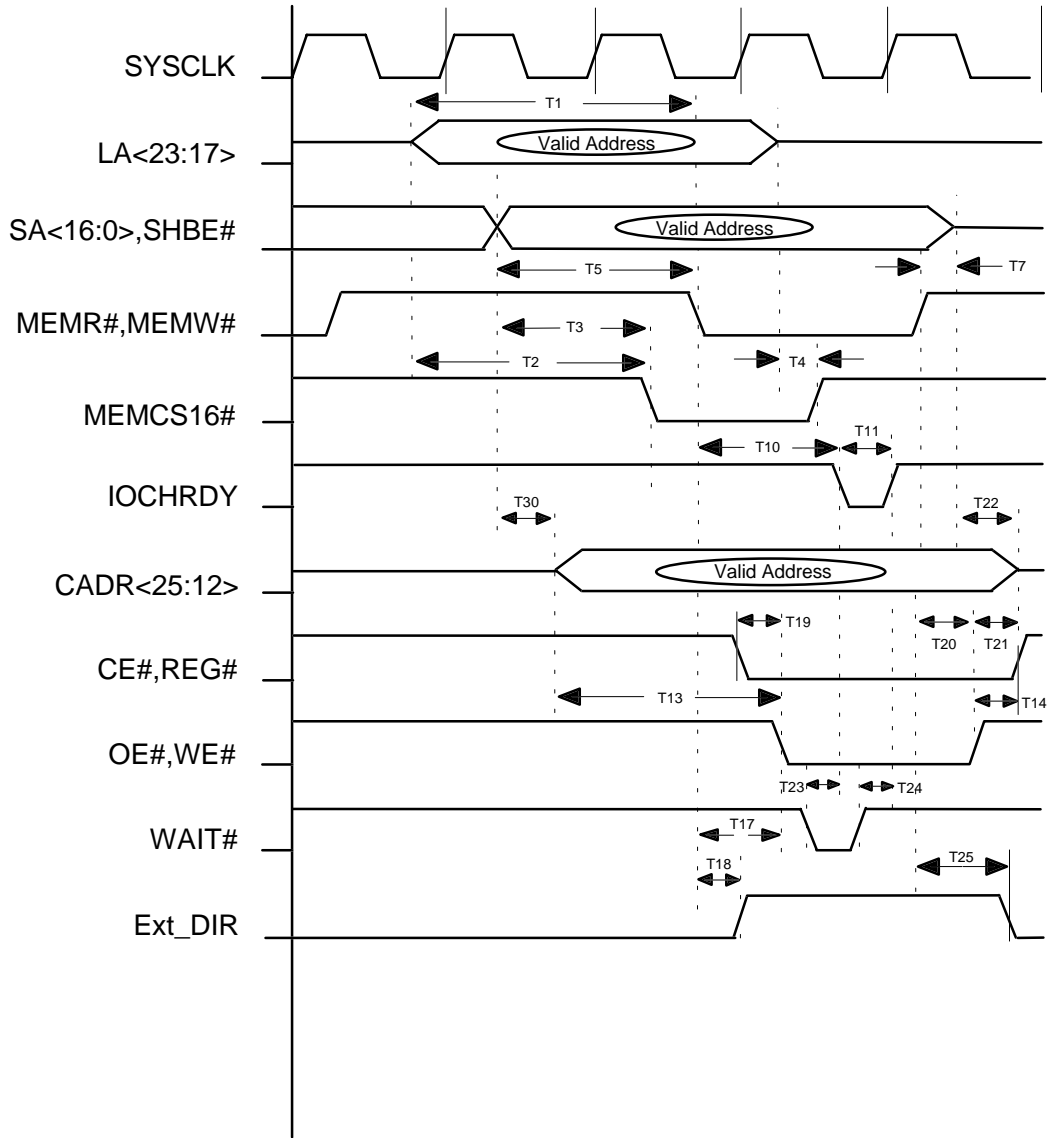 SYSCLK
T1
LA<23:17>
Valid Address
SA<16:0>,SHBE#
Valid Address
T5
T7
MEMR#,MEMW#
T3
T2
T4
MEMCS16#
T10
T11
IOCHRDY
T30
T22
CADR<25:12>
Valid Address
T19
T20
T21
CE#,REG#
T13
T14
OE#,WE#
T23
T24
WAIT#
T17
T18
T25
Ext_DIR